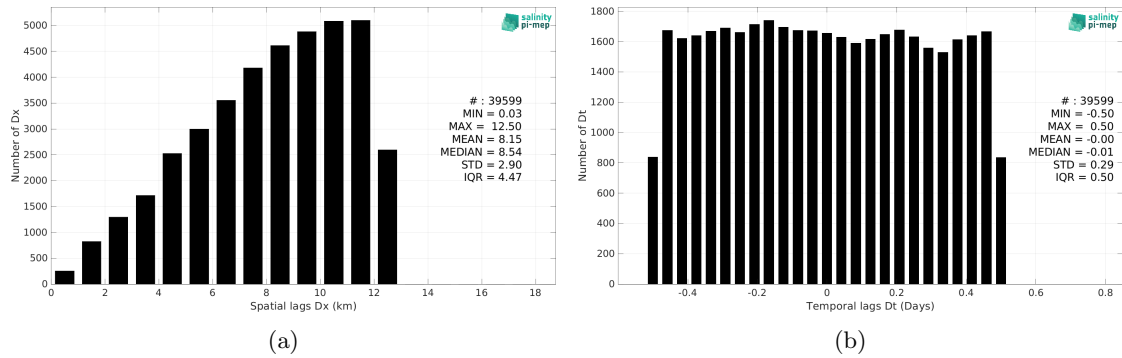 5000
4500
4000
3500
3000
2500
2000
1500
1000
500
0
Number of Dx
salinity
pi-mep
# : 39599
MIN = 0.03
MAX = 12.50
MEAN = 8.15
MEDIAN = 8.54
STD = 2.90
IQR = 4.47
0 2 4 6 8 10 12 14 16 18
Spatial lags Dx (km)
(a)
1800
1600
1400
1200
1000
800
600
400
200
0
Number of Dt
salinity
pi-mep
# : 39599
MIN = -0.50
MAX = 0.50
MEAN = -0.00
MEDIAN = -0.01
STD = 0.29
IQR = 0.50
-0.4 -0.2 0 0.2 0.4 0.6 0.8
Temporal lags Dt (Days)
(b)